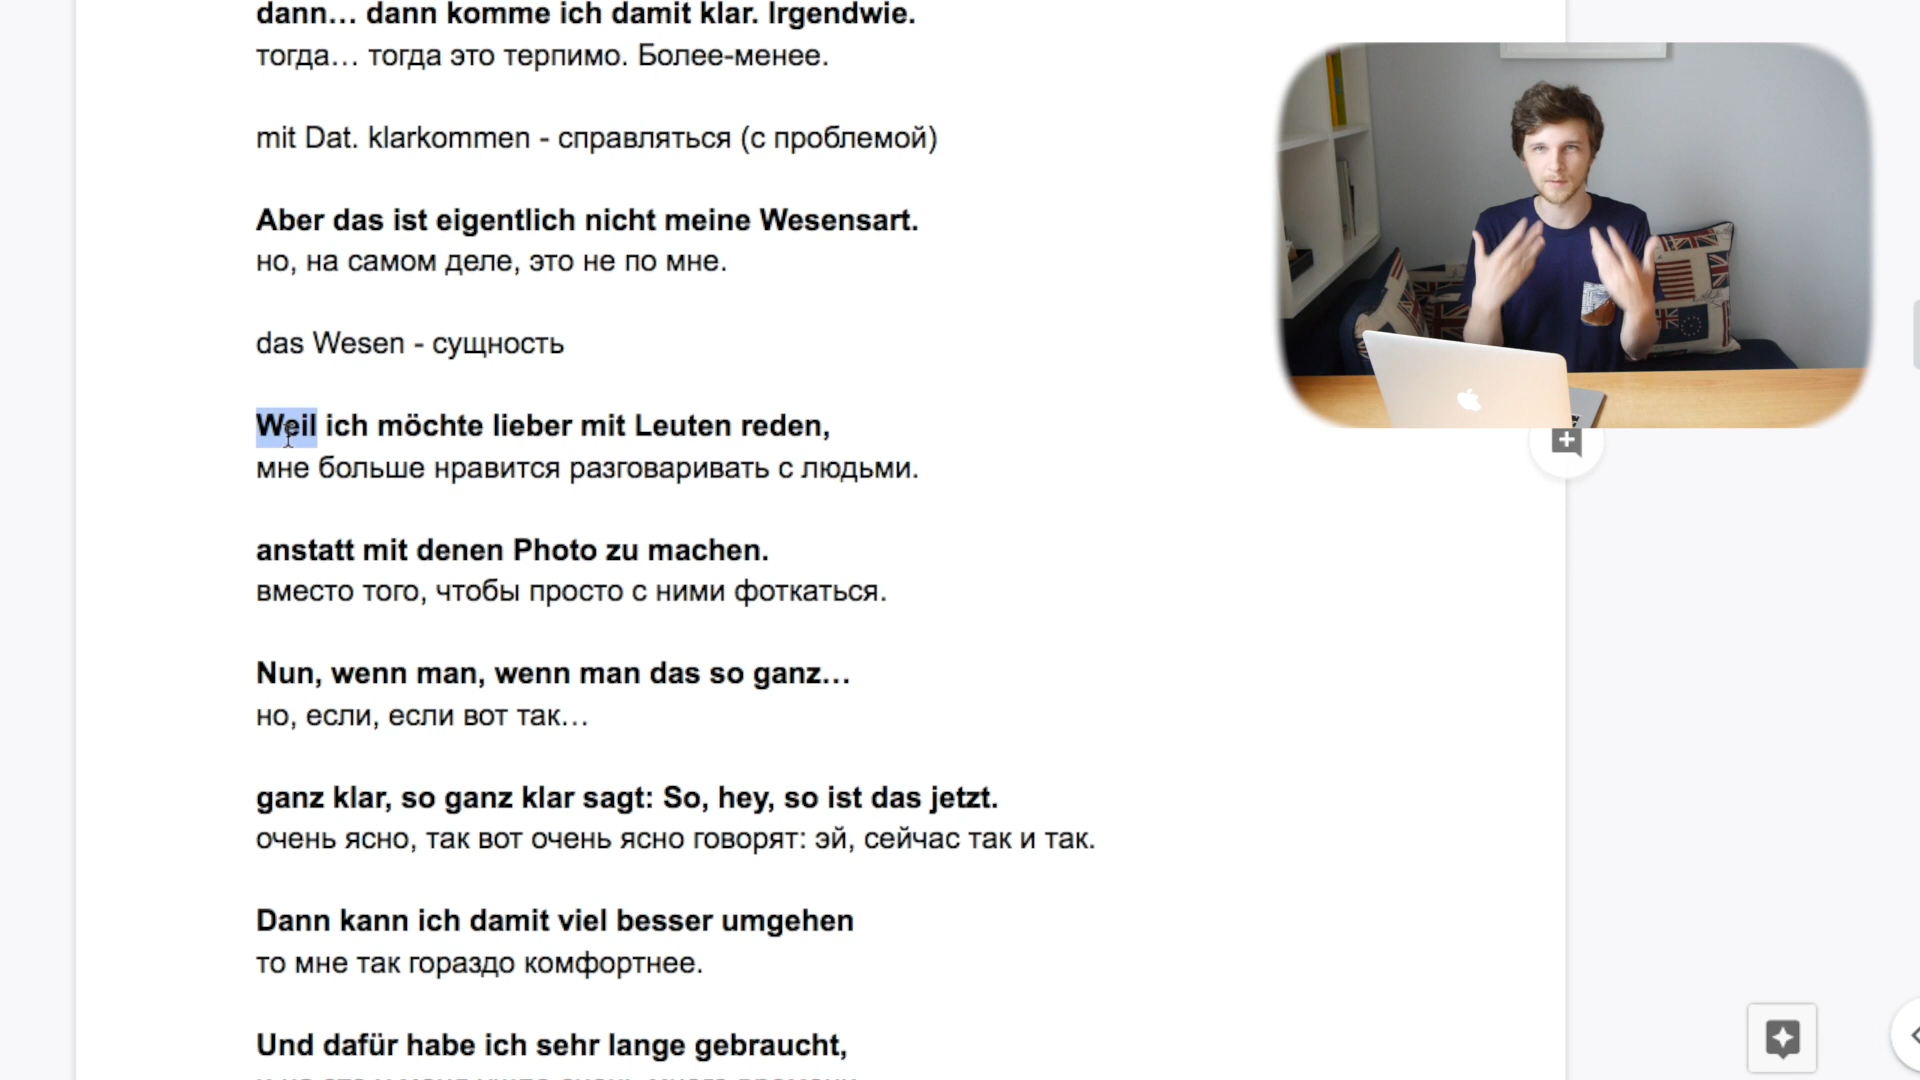 dann… dann komme ich damit klar. Irgendwie.
тогда… тогда это терпимо. Более-менее.
mit Dat. klarkommen - справляться (с проблемой)
Aber das ist eigentlich nicht meine Wesensart.
но, на самом деле, это не по мне.
das Wesen - сущность
Weil ich möchte lieber mit Leuten reden,
мне больше нравится разговаривать с людьми.
anstatt mit denen Photo zu machen.
вместо того, чтобы просто с ними фоткаться.
Nun, wenn man, wenn man das so ganz…
но, если, если вот так…
ganz klar, so ganz klar sagt: So, hey, so ist das jetzt.
очень ясно, так вот очень ясно говорят: эй, сейчас так и так.
Dann kann ich damit viel besser umgehen
то мне так гораздо комфортнее.
Und dafür habe ich sehr lange gebraucht,